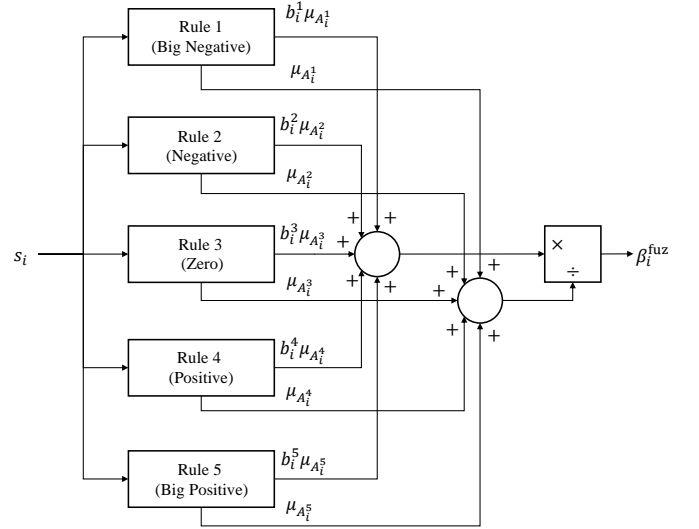 b_i^1 μ_{A_i^1}
Rule 1
(Big Negative)
μ_{A_i^1}
b_i^2 μ_{A_i^2}
Rule 2
(Negative)
μ_{A_i^2}
+ +
b_i^3 μ_{A_i^3}
Rule 3
(Zero)
+
×
s_i
β_i^{fuz}
+ +
÷
μ_{A_i^3}
+ +
+
b_i^4 μ_{A_i^4}
Rule 4
(Positive)
+ +
μ_{A_i^4}
b_i^5 μ_{A_i^5}
Rule 5
(Big Positive)
μ_{A_i^5}